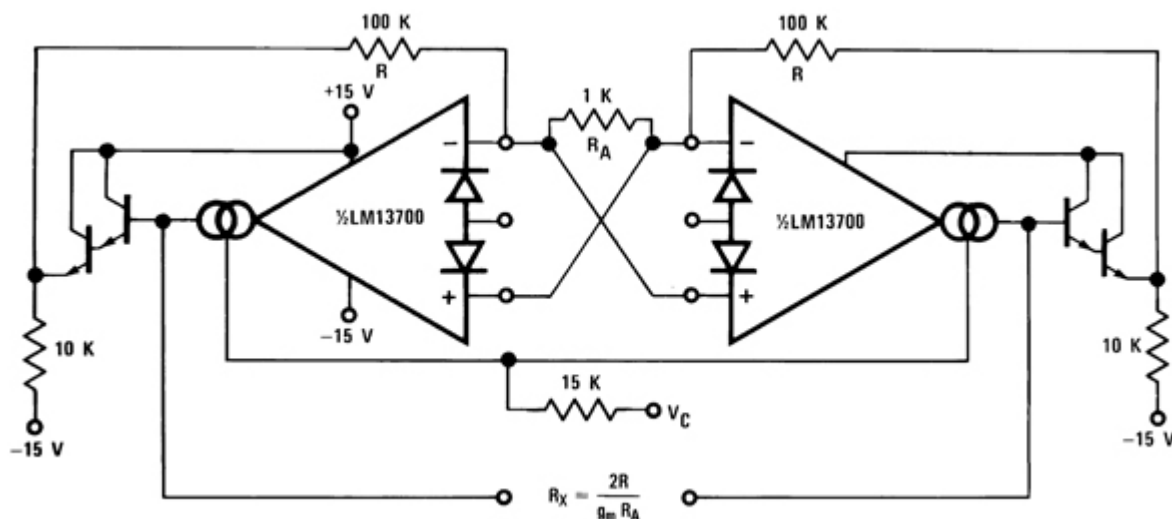 100 K
R
100 K
R
+15 V
1 K
R_A
−
−
½LM13700
½LM13700
+
+
−15 V
10 K
10 K
15 K
V_C
−15 V
−15 V
R_X = 2R / g_m R_A